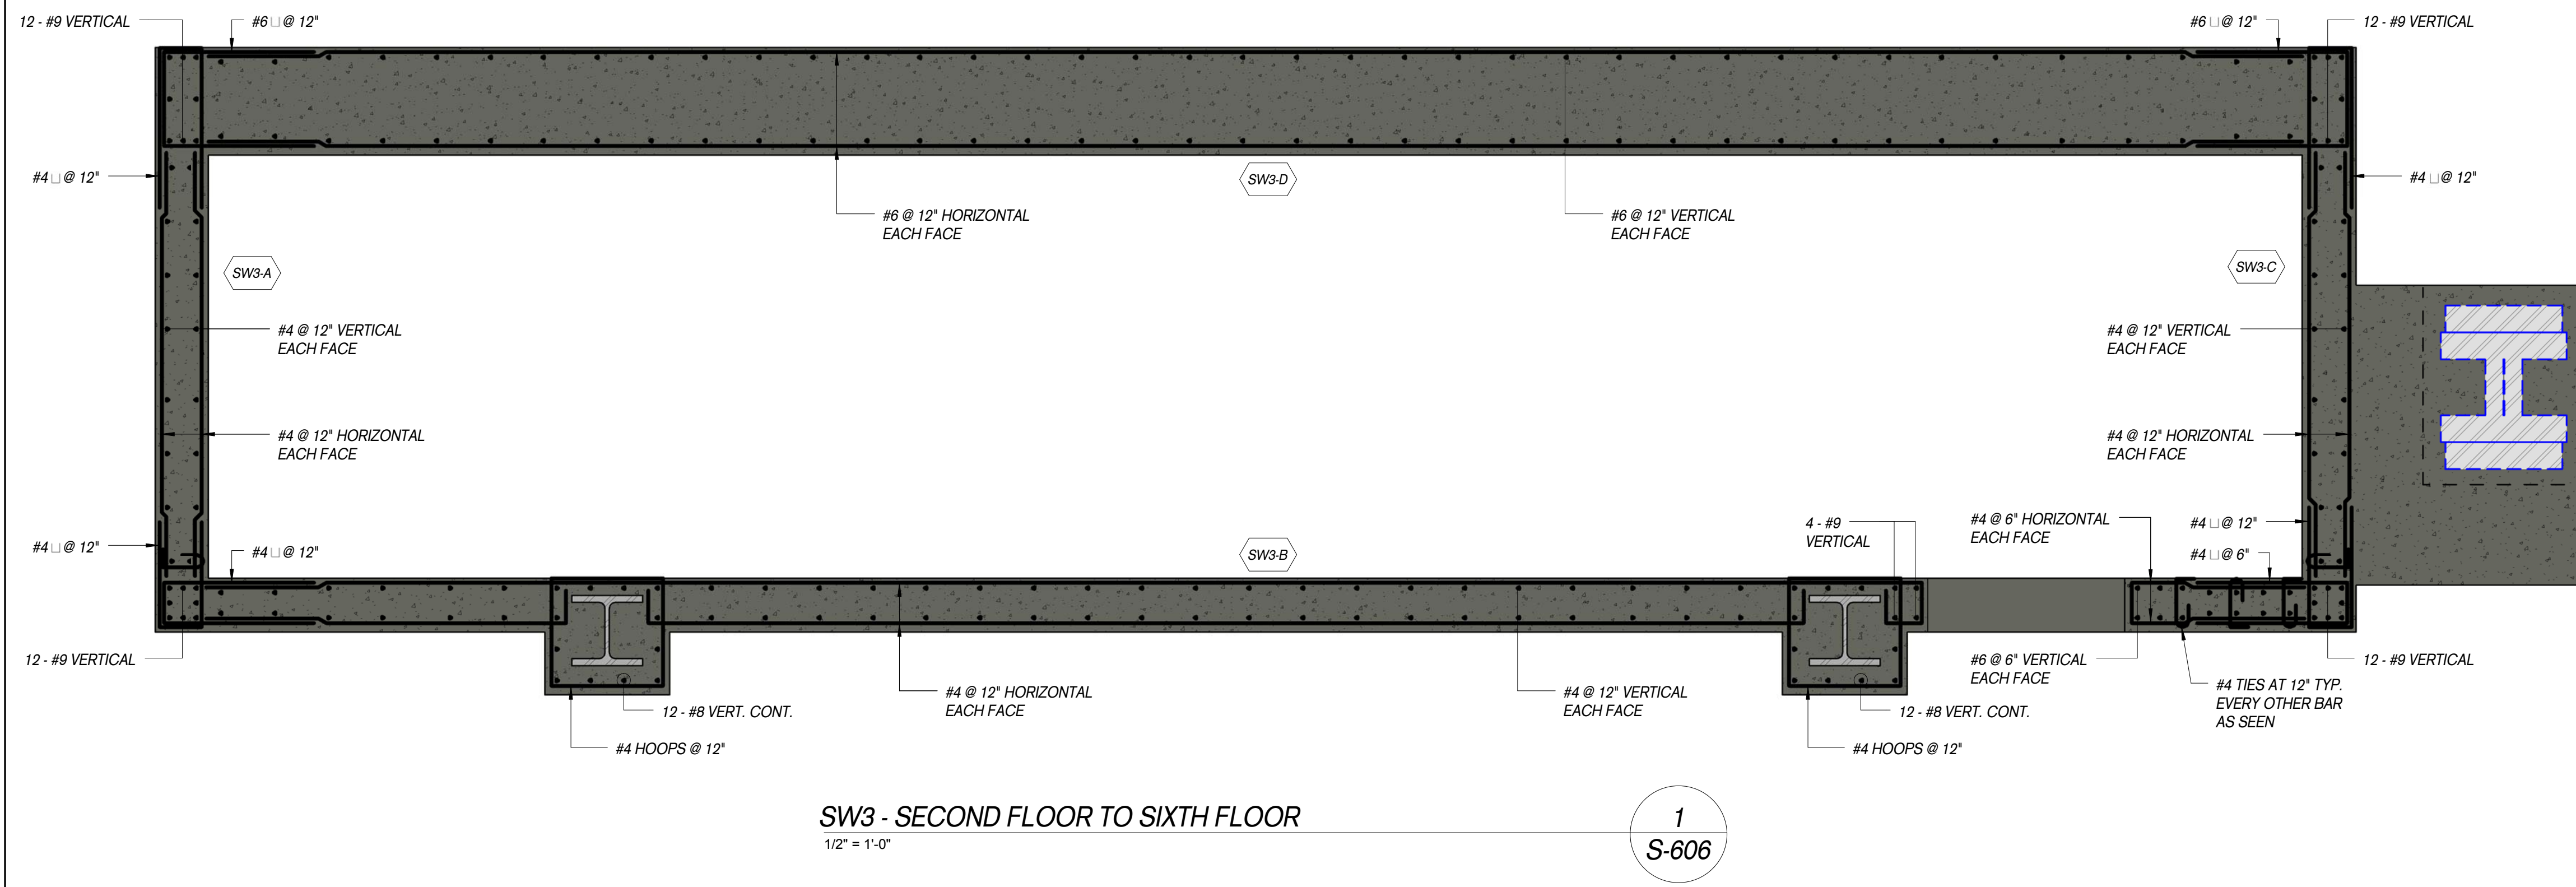 12 - #9 VERTICAL
#6 ⊔ @ 12"
#6 ⊔ @ 12"
12 - #9 VERTICAL
#4 ⊔ @ 12"
SW3-D
#4 ⊔ @ 12"
#6 @ 12" HORIZONTAL
EACH FACE
#6 @ 12" VERTICAL
EACH FACE
SW3-A
SW3-C
#4 @ 12" VERTICAL
EACH FACE
#4 @ 12" VERTICAL
EACH FACE
#4 @ 12" HORIZONTAL
EACH FACE
#4 @ 12" HORIZONTAL
EACH FACE
#4 ⊔ @ 12"
#4 ⊔ @ 12"
SW3-B
4 - #9
VERTICAL
#4 @ 6" HORIZONTAL
EACH FACE
#4 ⊔ @ 12"
#4 ⊔ @ 6"
12 - #9 VERTICAL
#4 @ 12" HORIZONTAL
EACH FACE
#4 @ 12" VERTICAL
EACH FACE
#6 @ 6" VERTICAL
EACH FACE
12 - #9 VERTICAL
#4 TIES AT 12" TYP.
EVERY OTHER BAR
AS SEEN
12 - #8 VERT. CONT.
12 - #8 VERT. CONT.
#4 HOOPS @ 12"
#4 HOOPS @ 12"
SW3 - SECOND FLOOR TO SIXTH FLOOR
1/2" = 1'-0"
1
S-606